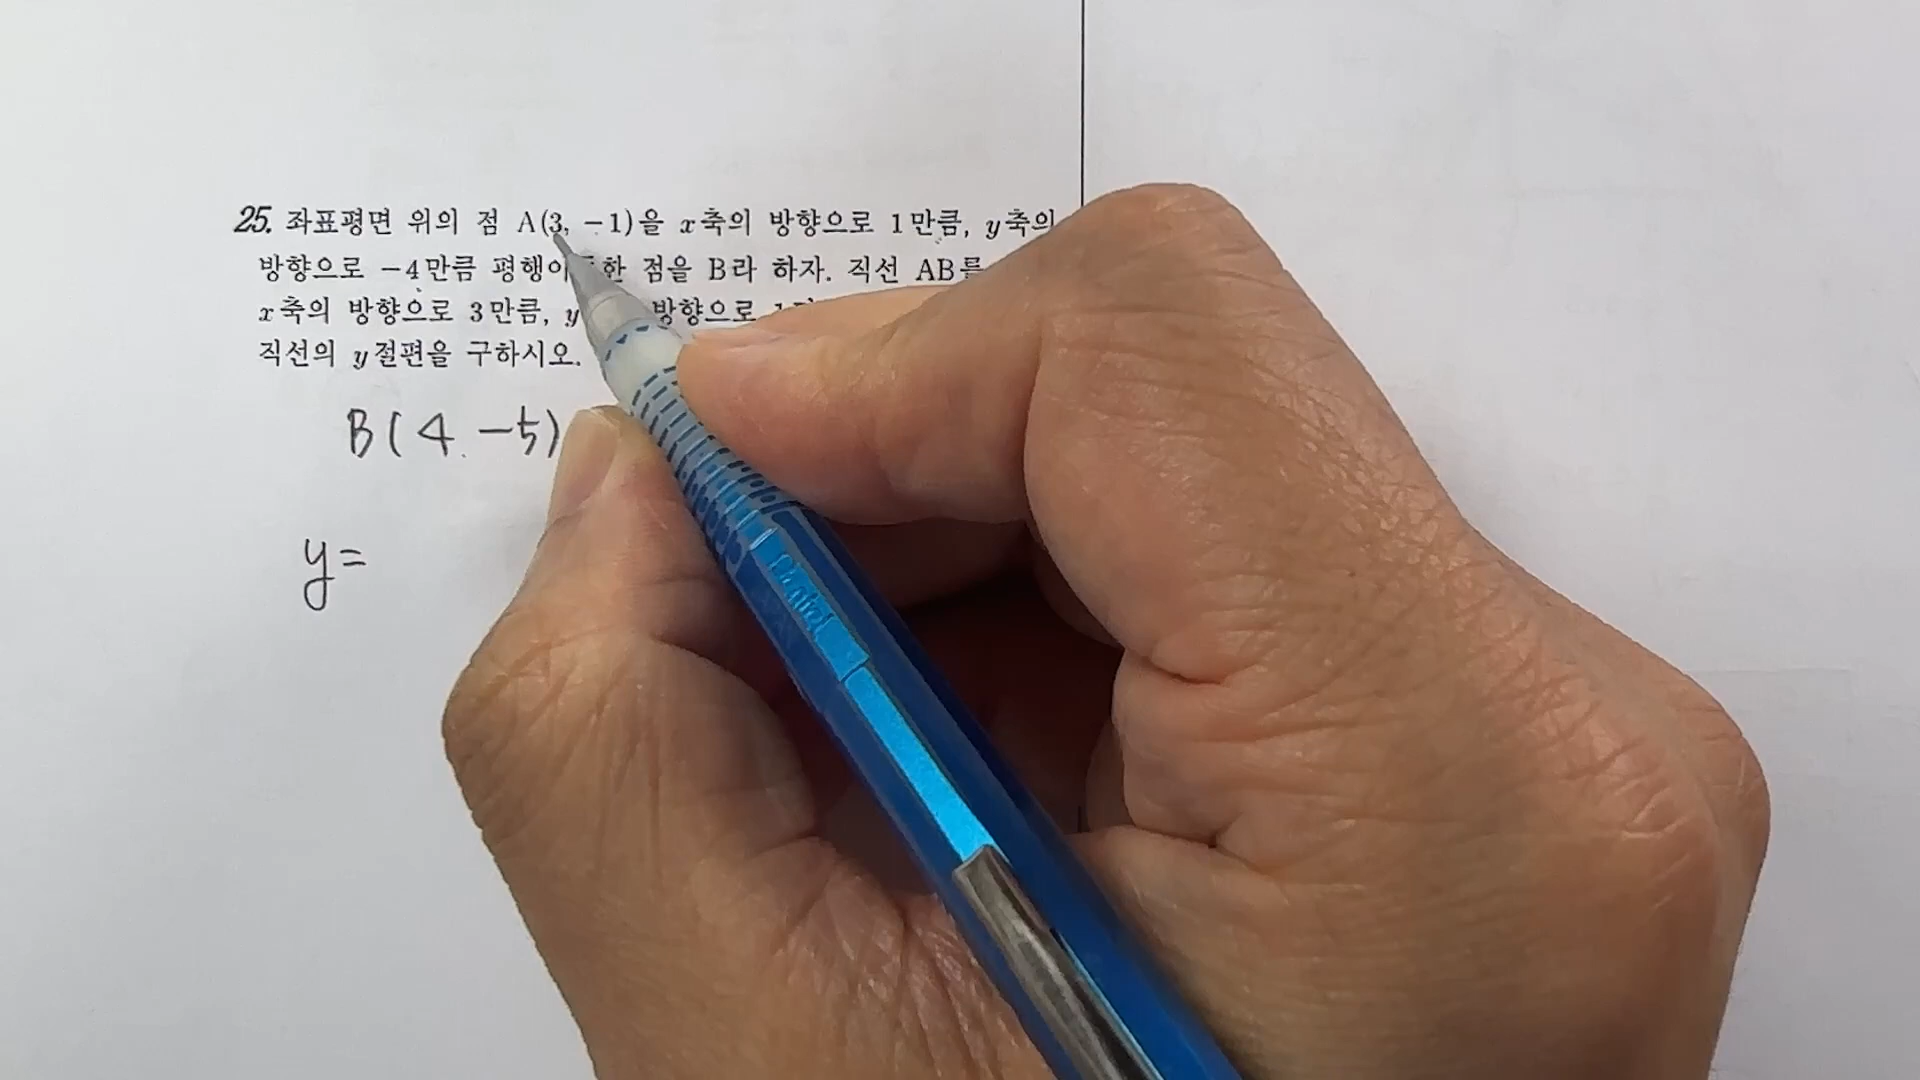 25. 좌표평면 위의 점 A(3, -1)을 x축의 방향으로 1만큼, y축의
방향으로 -4만큼 한 점을 B라 하자. 직선 AB를
x축의 방향으로 3만큼, y 방향으로
직선의 y절편을 구하시오.
B(4. -5)
y=
Pentel